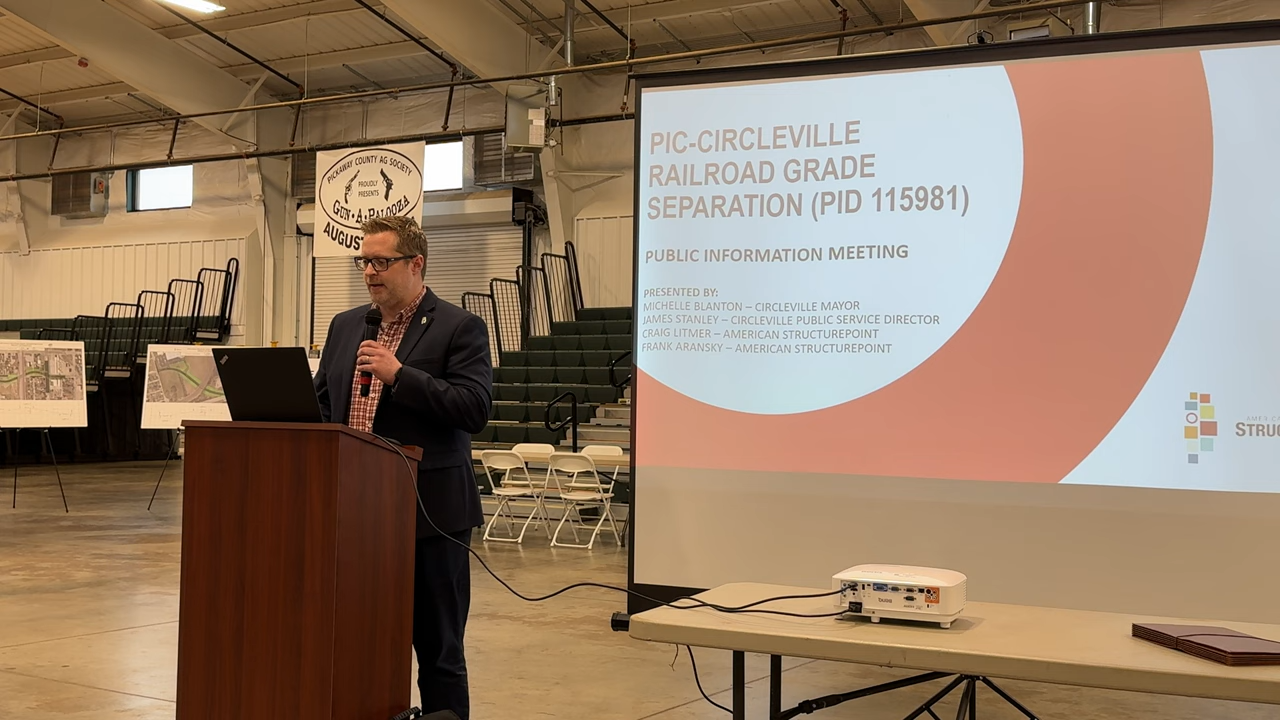 PICKAWAY COUNTY AG SOCIETY
PROUDLY
PRESENTS
GUN-A-PALOOZA
AUGUS
PIC-CIRCLEVILLE
RAILROAD GRADE
SEPARATION (PID 115981)
PUBLIC INFORMATION MEETING
PRESENTED BY:
MICHELLE BLANTON – CIRCLEVILLE MAYOR
JAMES STANLEY – CIRCLEVILLE PUBLIC SERVICE DIRECTOR
CRAIG LITMER – AMERICAN STRUCTUREPOINT
FRANK ARANSKY – AMERICAN STRUCTUREPOINT
STRUC
BenQ